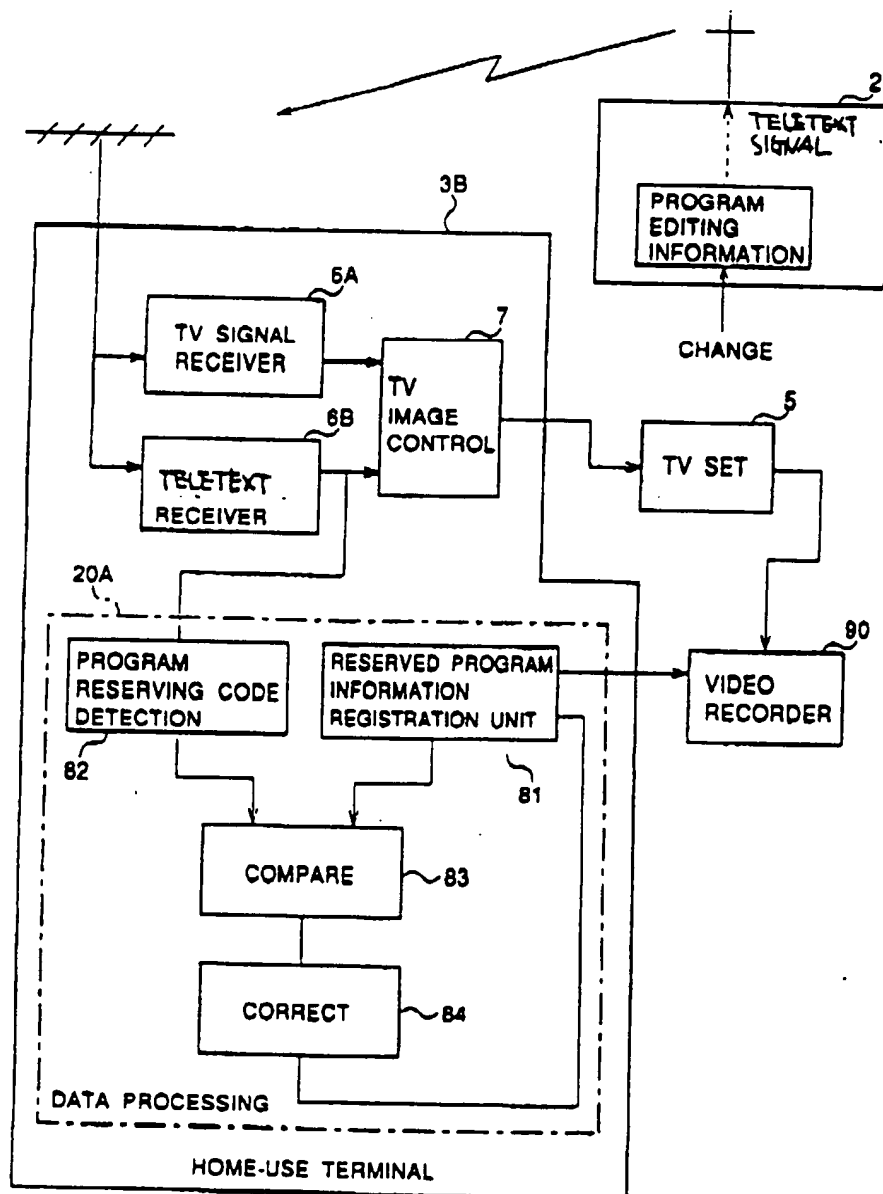 2
TELETEXT
SIGNAL
PROGRAM
EDITING
INFORMATION
CHANGE
3B
6A
TV SIGNAL
RECEIVER
7
TV
IMAGE
CONTROL
6B
TELETEXT
RECEIVER
5
TV SET
20A
PROGRAM
RESERVING CODE
DETECTION
82
RESERVED PROGRAM
INFORMATION
REGISTRATION UNIT
81
90
VIDEO
RECORDER
COMPARE
83
CORRECT
84
DATA PROCESSING
HOME-USE TERMINAL